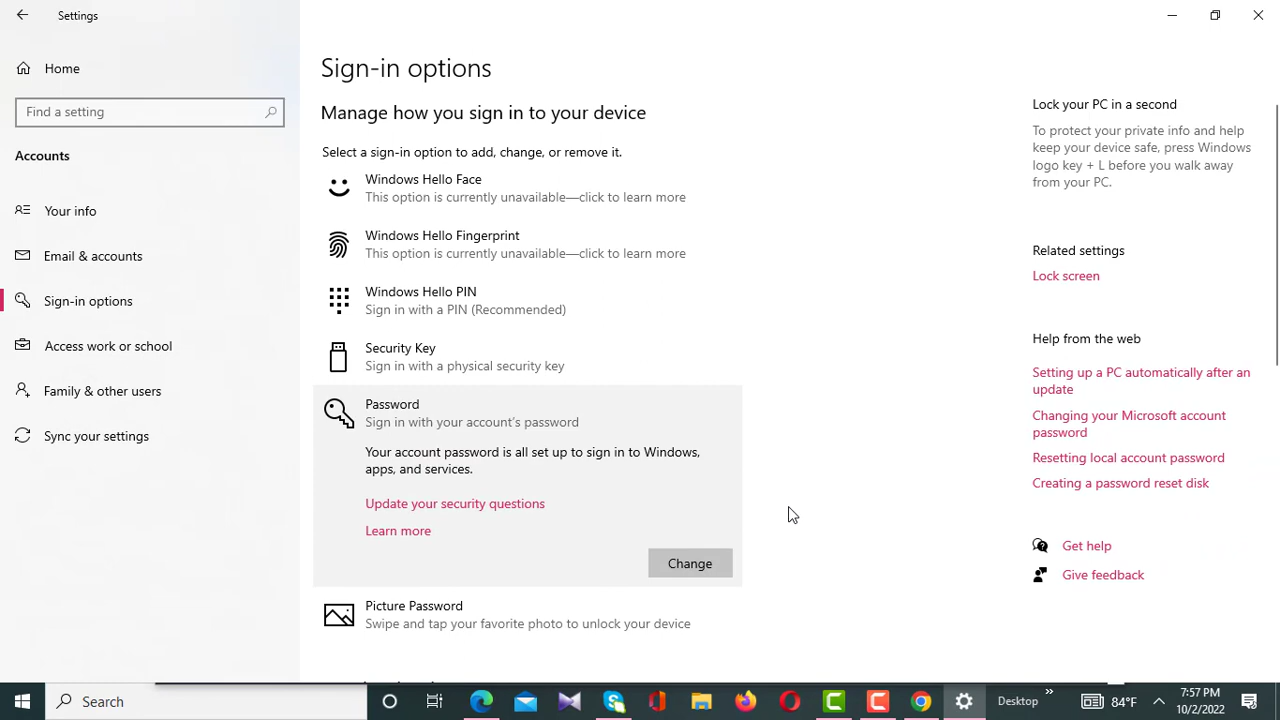 Settings
Home
Find a setting
Accounts
Your info
Email & accounts
Sign-in options
Access work or school
Family & other users
Sync your settings
Sign-in options
Manage how you sign in to your device
Select a sign-in option to add, change, or remove it.
Windows Hello Face
This option is currently unavailable—click to learn more
Windows Hello Fingerprint
This option is currently unavailable—click to learn more
Windows Hello PIN
Sign in with a PIN (Recommended)
Security Key
Sign in with a physical security key
Password
Sign in with your account's password
Your account password is all set up to sign in to Windows,
apps, and services.
Update your security questions
Learn more
Change
Picture Password
Swipe and tap your favorite photo to unlock your device
Lock your PC in a second
To protect your private info and help
keep your device safe, press Windows
logo key + L before you walk away
from your PC.
Related settings
Lock screen
Help from the web
Setting up a PC automatically after an
update
Changing your Microsoft account
password
Resetting local account password
Creating a password reset disk
Get help
Give feedback
Search
Desktop
84°F
7:57 PM
10/2/2022